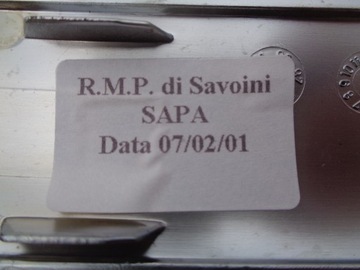 R.M.P. di Savoini
SAPA
Data 07/02/01